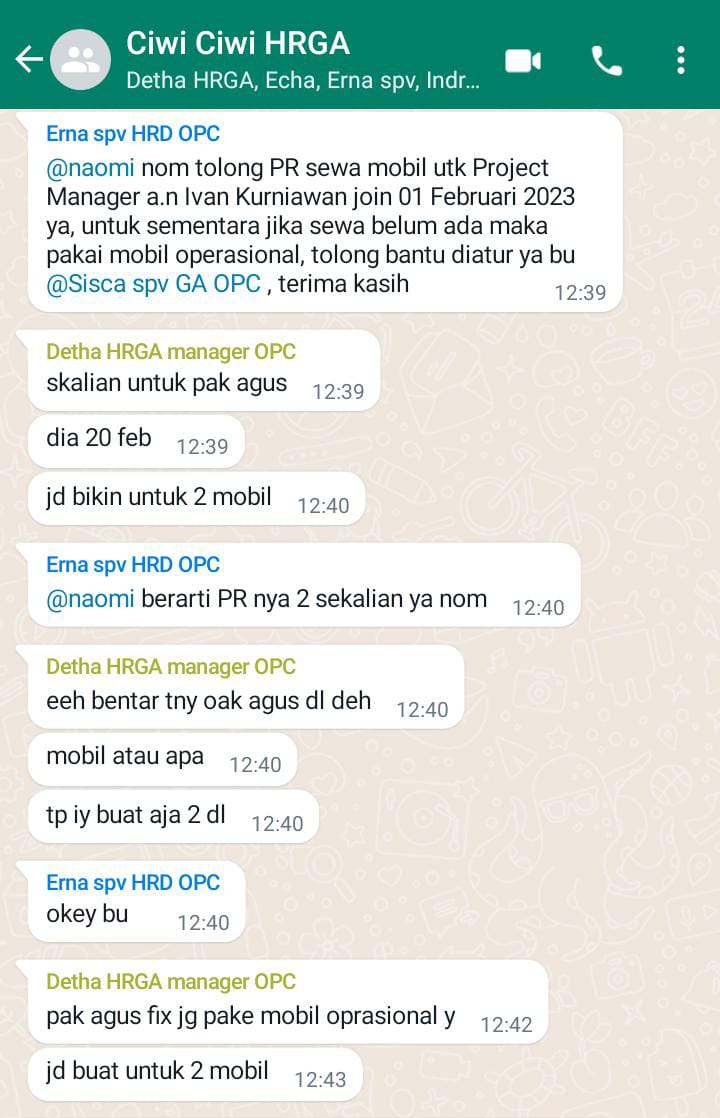 Ciwi Ciwi HRGA
Detha HRGA, Echa, Erna spv, Indr...
Erna spv HRD OPC
@naomi nom tolong PR sewa mobil utk Project
Manager a.n Ivan Kurniawan join 01 Februari 2023
ya, untuk sementara jika sewa belum ada maka
pakai mobil operasional, tolong bantu diatur ya bu
@Sisca spv GA OPC , terima kasih
12:39
Detha HRGA manager OPC
skalian untuk pak agus 12:39
dia 20 feb 12:39
jd bikin untuk 2 mobil 12:40
Erna spv HRD OPC
@naomi berarti PR nya 2 sekalian ya nom 12:40
Detha HRGA manager OPC
eeh bentar tny oak agus dl deh 12:40
mobil atau apa 12:40
tp iy buat aja 2 dl 12:40
Erna spv HRD OPC
okey bu 12:40
Detha HRGA manager OPC
pak agus fix jg pake mobil oprasional y 12:42
jd buat untuk 2 mobil 12:43